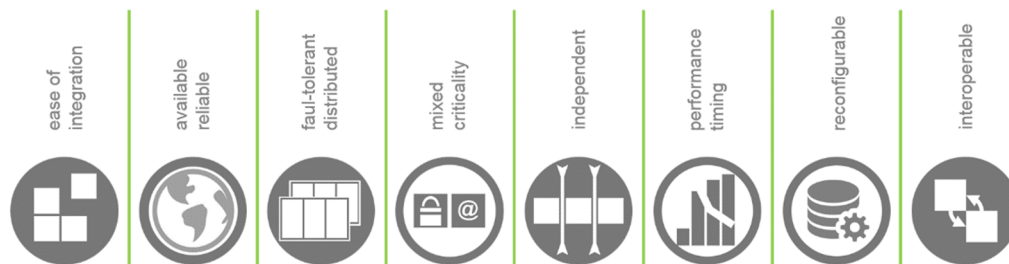 ease of
integration
available
reliable
faul-tolerant
distributed
mixed
criticality
independent
performance
timing
reconfigurable
interoperable
@